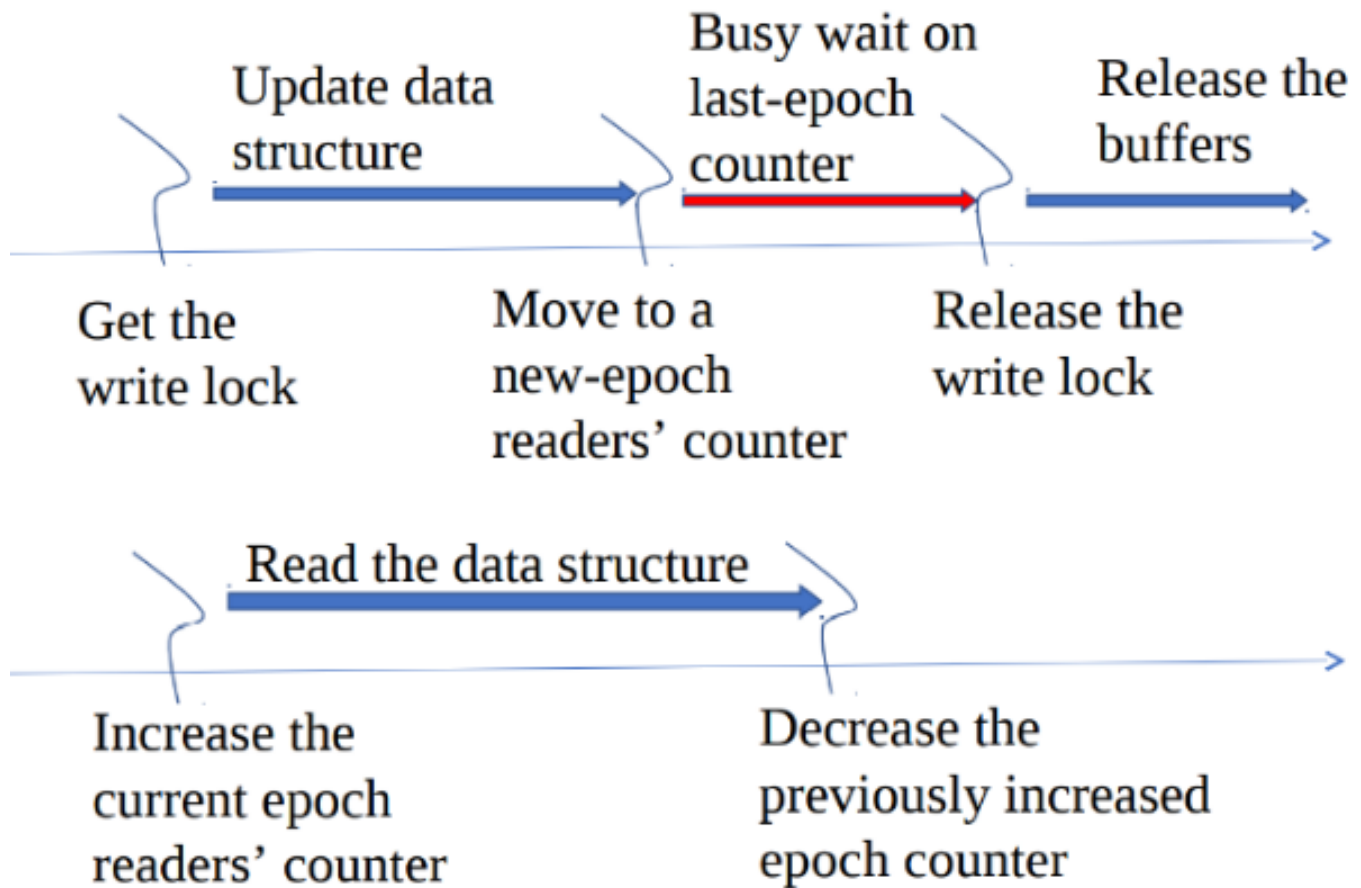 Update data
structure
Busy wait on
last-epoch
counter
Release the
buffers
Get the
write lock
Move to a
new-epoch
readers’ counter
Release the
write lock
Read the data structure
Increase the
current epoch
readers’ counter
Decrease the
previously increased
epoch counter